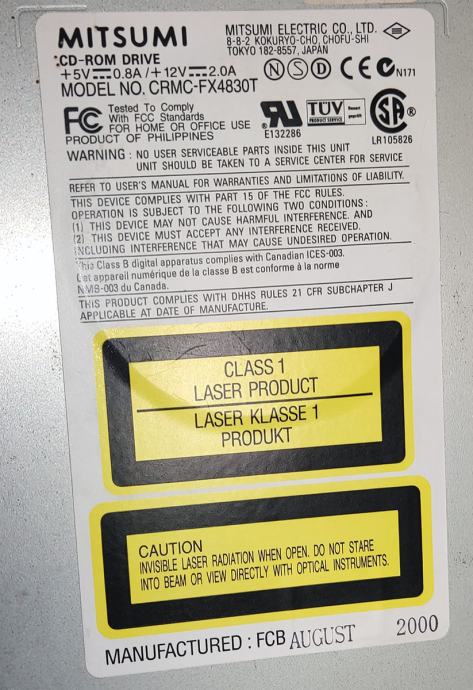 MITSUMI
MITSUMI ELECTRIC CO., LTD.
8-8-2 KOKURYO-CHO, CHOFU-SHI
TOKYO 182-8557, JAPAN
CD-ROM DRIVE
+5V⎓0.8A/+12V⎓2.0A
MODEL NO. CRMC-FX4830T
N S D CE C N171
FC Tested To Comply
With FCC Standards
FOR HOME OR OFFICE USE
PRODUCT OF PHILIPPINES
E132286
TÜV
PRODUCT SERVICE
SA ®
LR105826
WARNING : NO USER SERVICEABLE PARTS INSIDE THIS UNIT
UNIT SHOULD BE TAKEN TO A SERVICE CENTER FOR SERVICE
REFER TO USER'S MANUAL FOR WARRANTIES AND LIMITATIONS OF LIABILITY.
THIS DEVICE COMPLIES WITH PART 15 OF THE FCC RULES.
OPERATION IS SUBJECT TO THE FOLLOWING TWO CONDITIONS :
(1) THIS DEVICE MAY NOT CAUSE HARMFUL INTERFERENCE. AND
(2) THIS DEVICE MUST ACCEPT ANY INTERFERENCE RECEIVED.
INCLUDING INTERFERENCE THAT MAY CAUSE UNDESIRED OPERATION.
This Class B digital apparatus complies with Canadian ICES-003.
Cet appareil numérique de la classe B est conforme à la norme
NMB-003 du Canada.
THIS PRODUCT COMPLIES WITH DHHS RULES 21 CFR SUBCHAPTER J
APPLICABLE AT DATE OF MANUFACTURE.
CLASS 1
LASER PRODUCT
LASER KLASSE 1
PRODUKT
CAUTION
INVISIBLE LASER RADIATION WHEN OPEN. DO NOT STARE
INTO BEAM OR VIEW DIRECTLY WITH OPTICAL INSTRUMENTS.
MANUFACTURED : FCB AUGUST 2000